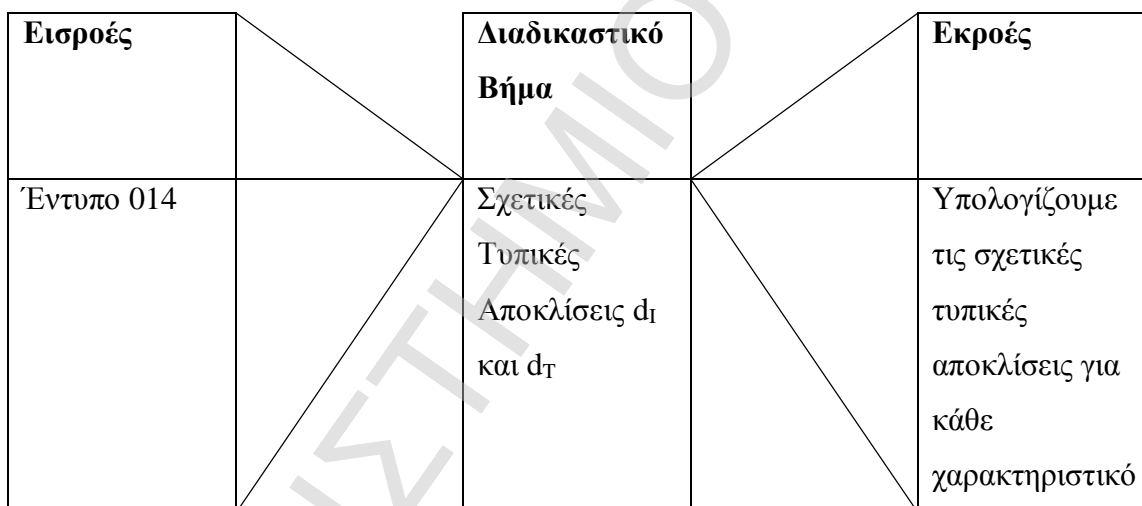 Εισροές
Διαδικαστικό
Βήμα
Εκροές
Έντυπο 014
Σχετικές
Τυπικές
Αποκλίσεις dI
και dT
Υπολογίζουμε
τις σχετικές
τυπικές
αποκλίσεις για
κάθε
χαρακτηριστικό